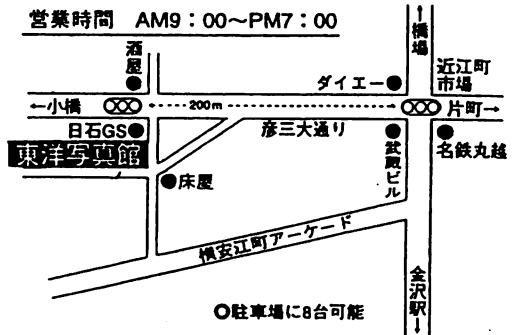 営業時間 AM9:00〜PM7:00
酒屋
↑橋場
ダイエー●
近江町市場
←小橋
200m
片町→
日石GS●
彦三大通り
武蔵ビル
名鉄丸越
東洋写真館
●床屋
横安江町アーケード
金沢駅↓
○駐車場に8台可能